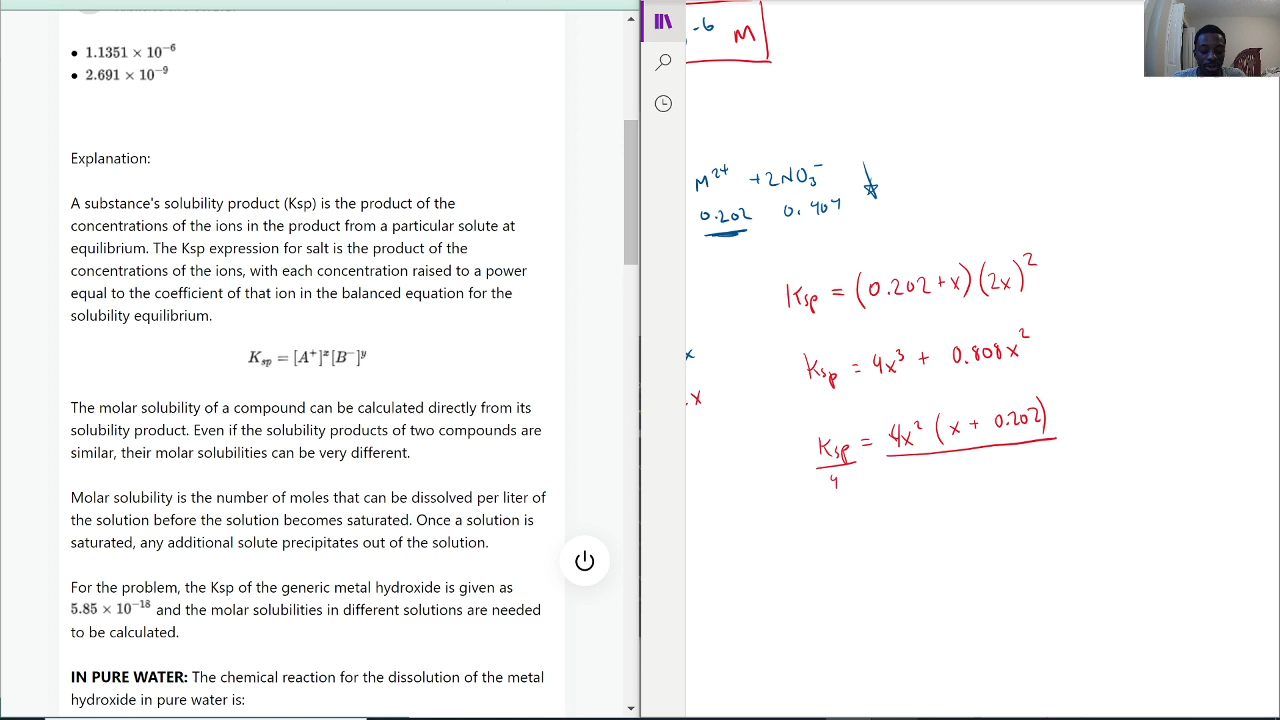 • 1.1351 × 10⁻⁶
• 2.691 × 10⁻⁹
Explanation:
A substance's solubility product (Ksp) is the product of the
concentrations of the ions in the product from a particular solute at
equilibrium. The Ksp expression for salt is the product of the
concentrations of the ions, with each concentration raised to a power
equal to the coefficient of that ion in the balanced equation for the
solubility equilibrium.
Kₛₚ = [A⁺]ˣ[B⁻]ʸ
The molar solubility of a compound can be calculated directly from its
solubility product. Even if the solubility products of two compounds are
similar, their molar solubilities can be very different.
Molar solubility is the number of moles that can be dissolved per liter of
the solution before the solution becomes saturated. Once a solution is
saturated, any additional solute precipitates out of the solution.
For the problem, the Ksp of the generic metal hydroxide is given as
5.85 × 10⁻¹⁸ and the molar solubilities in different solutions are needed
to be calculated.
IN PURE WATER: The chemical reaction for the dissolution of the metal
hydroxide in pure water is:
-6 M
M²⁺ + 2NO₃⁻
0.202 0.404
Ksp = (0.202 + x)(2x)²
x
Ksp = 4x³ + 0.808x²
.x
Ksp = 4x² (x + 0.202)
4